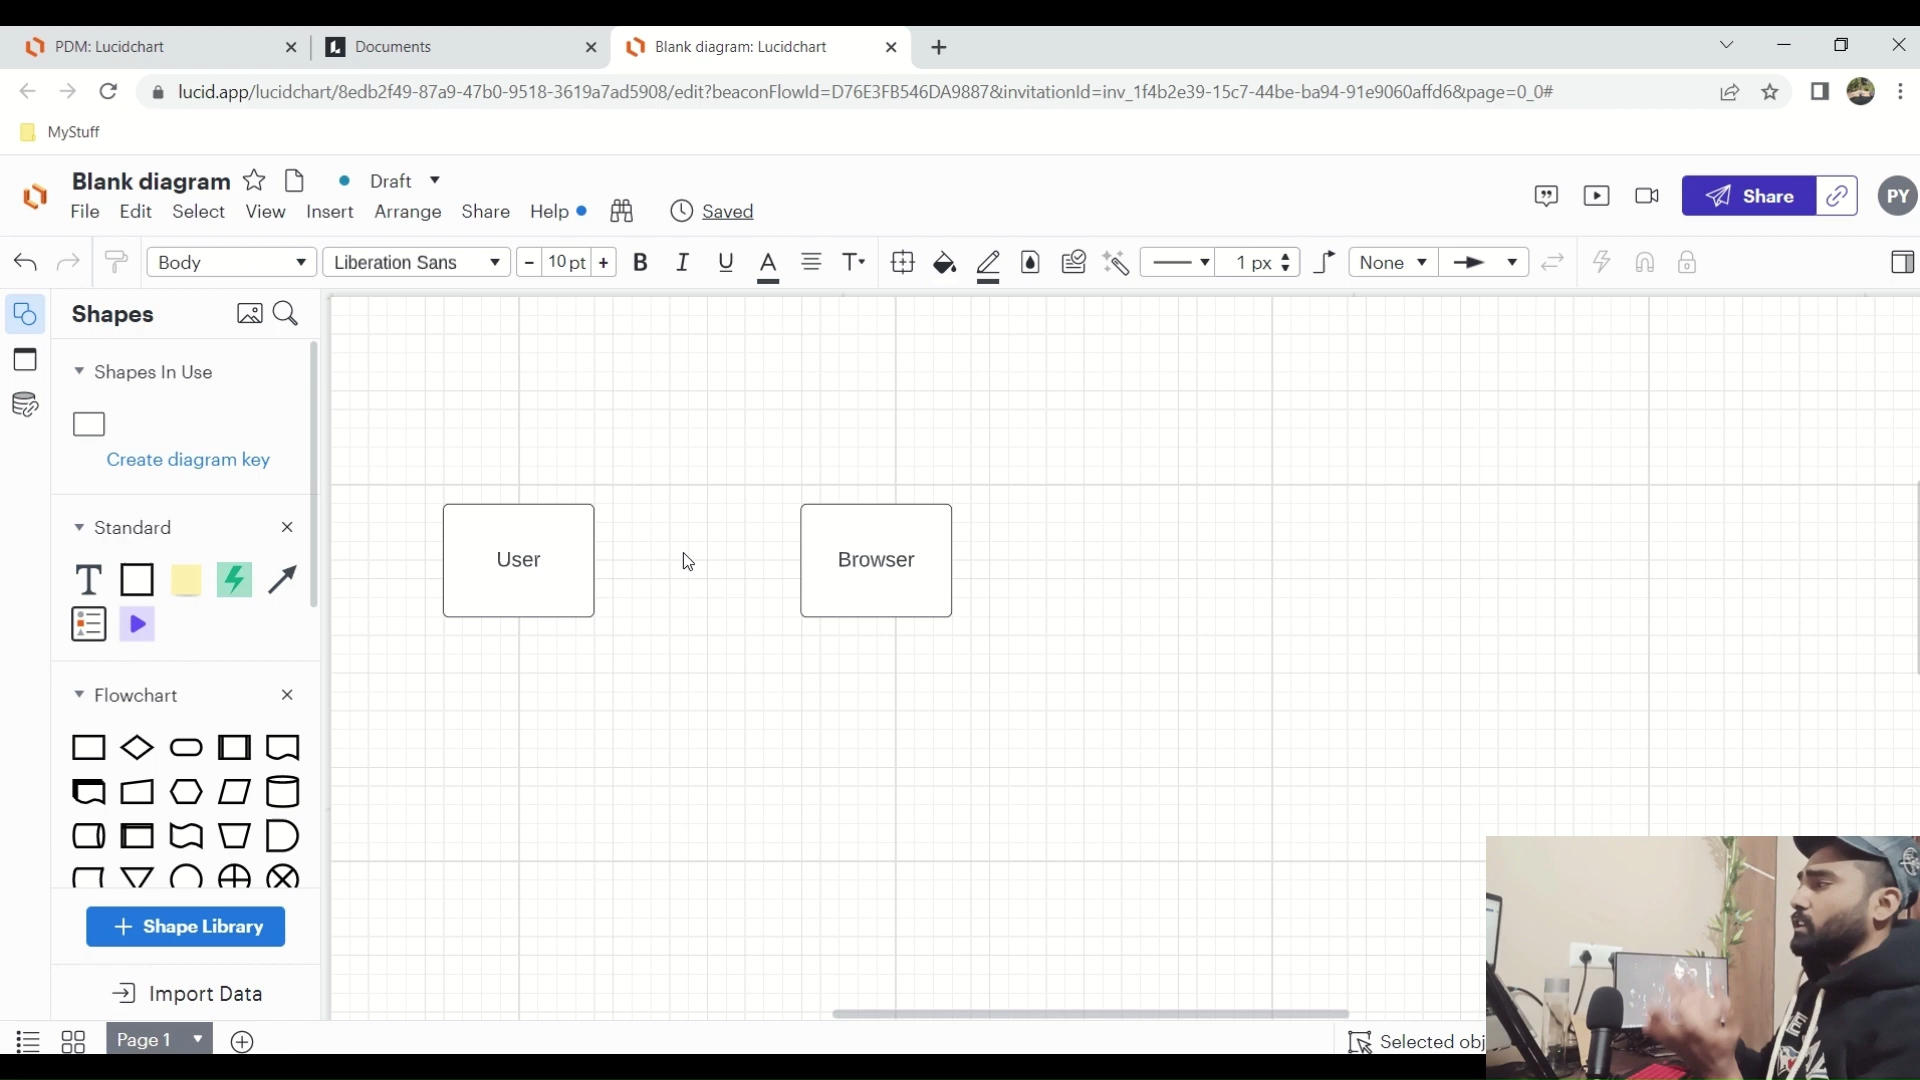 PDM: Lucidchart
Documents
Blank diagram: Lucidchart
lucid.app/lucidchart/8edb2f49-87a9-47b0-9518-3619a7ad5908/edit?beaconFlowId=D76E3FB546DA9887&invitationId=inv_1f4b2e39-15c7-44be-ba94-91e9060affd6&page=0_0#
MyStuff
Blank diagram
Draft
File Edit Select View Insert Arrange Share Help
Saved
Share
PY
Body
Liberation Sans
- 10 pt +
B I U A T
1 px
None
Shapes
Shapes In Use
Create diagram key
Standard
T
Flowchart
+ Shape Library
Import Data
User
Browser
Page 1
Selected obj